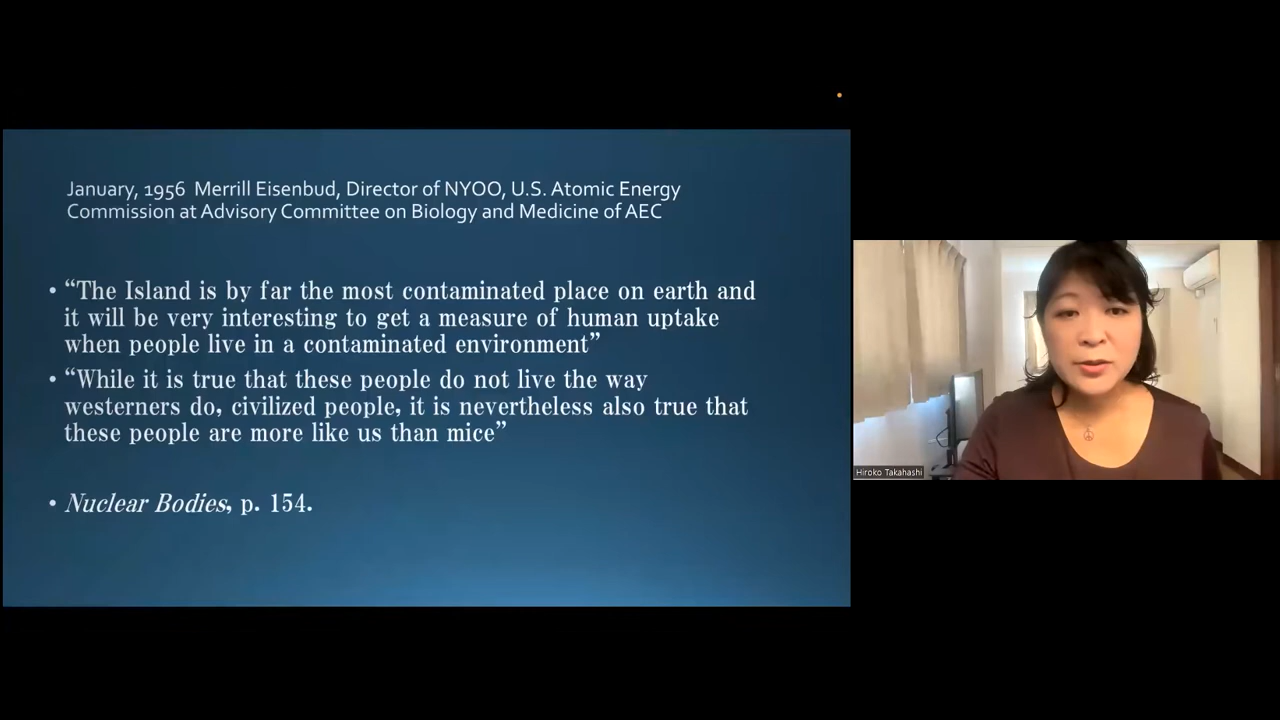 January, 1956 Merrill Eisenbud, Director of NYOO, U.S. Atomic Energy
Commission at Advisory Committee on Biology and Medicine of AEC
• “The Island is by far the most contaminated place on earth and
it will be very interesting to get a measure of human uptake
when people live in a contaminated environment”
• “While it is true that these people do not live the way
westerners do, civilized people, it is nevertheless also true that
these people are more like us than mice”
• Nuclear Bodies, p. 154.
Hiroko Takahashi